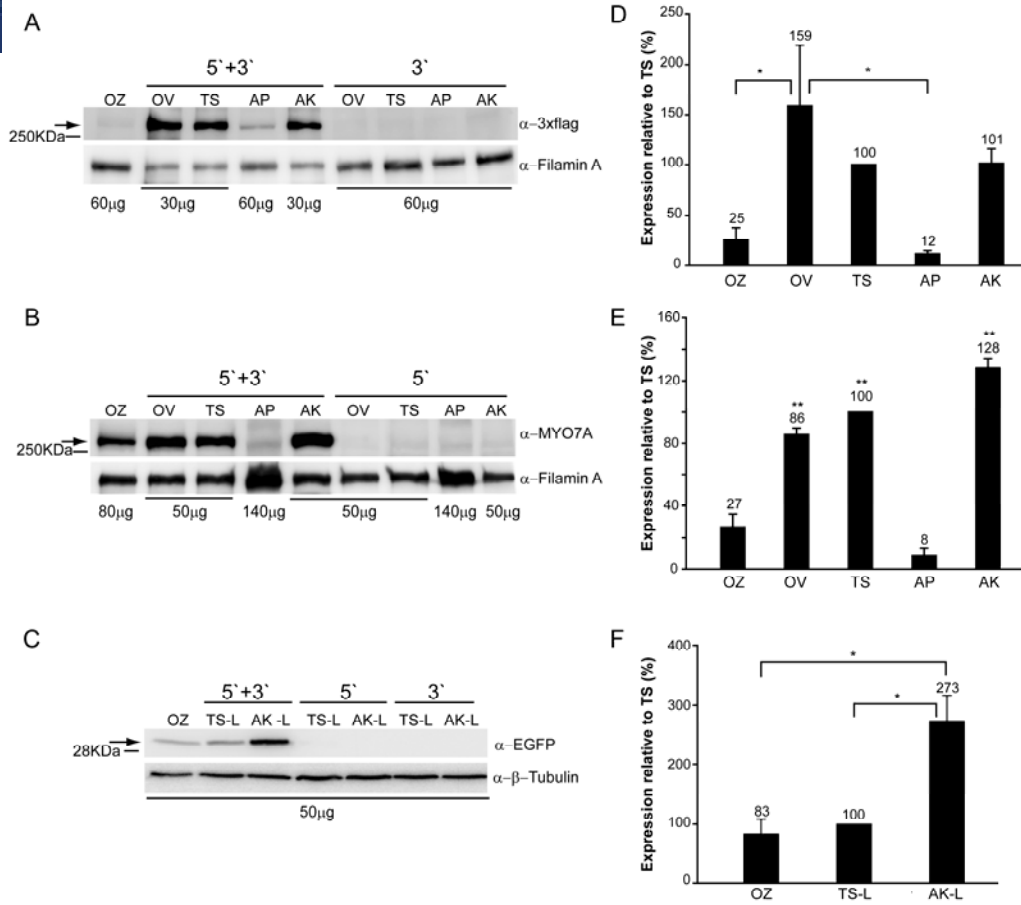 A
5`+3` 3`
OZ OV TS AP AK OV TS AP AK
250KDa α-3xflag
α-Filamin A
60μg 30μg 60μg 30μg 60μg
B
5`+3` 5`
OZ OV TS AP AK OV TS AP AK
250KDa α-MYO7A
α-Filamin A
80μg 50μg 140μg 50μg 140μg 50μg
C
5`+3` 5` 3`
OZ TS-L AK -L TS-L AK-L TS-L AK-L
28KDa α-EGFP
α-β-Tubulin
50μg
D
Expression relative to TS (%)
250
200
150
100
50
0
* *
25 159 100 12 101
OZ OV TS AP AK
E
Expression relative to TS (%)
160
120
80
40
0
** ** **
27 86 100 8 128
OZ OV TS AP AK
F
Expression relative to TS (%)
400
300
200
100
0
*
*
83 100 273
OZ TS-L AK-L